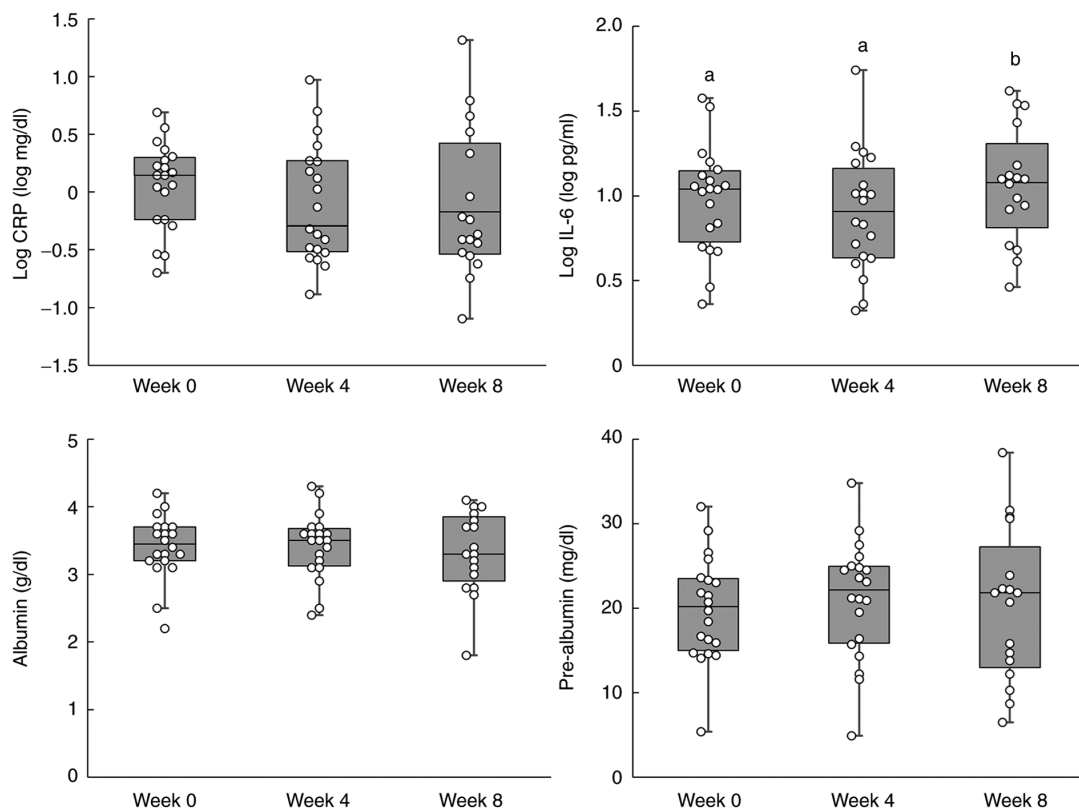 Log CRP (log mg/dl)
1.5
1.0
0.5
0
−0.5
−1.0
−1.5
Week 0 Week 4 Week 8
Log IL-6 (log pg/ml)
2.0
1.5
1.0
0.5
0
a a b
Week 0 Week 4 Week 8
Albumin (g/dl)
5
4
3
2
1
0
Week 0 Week 4 Week 8
Pre-albumin (mg/dl)
40
30
20
10
0
Week 0 Week 4 Week 8